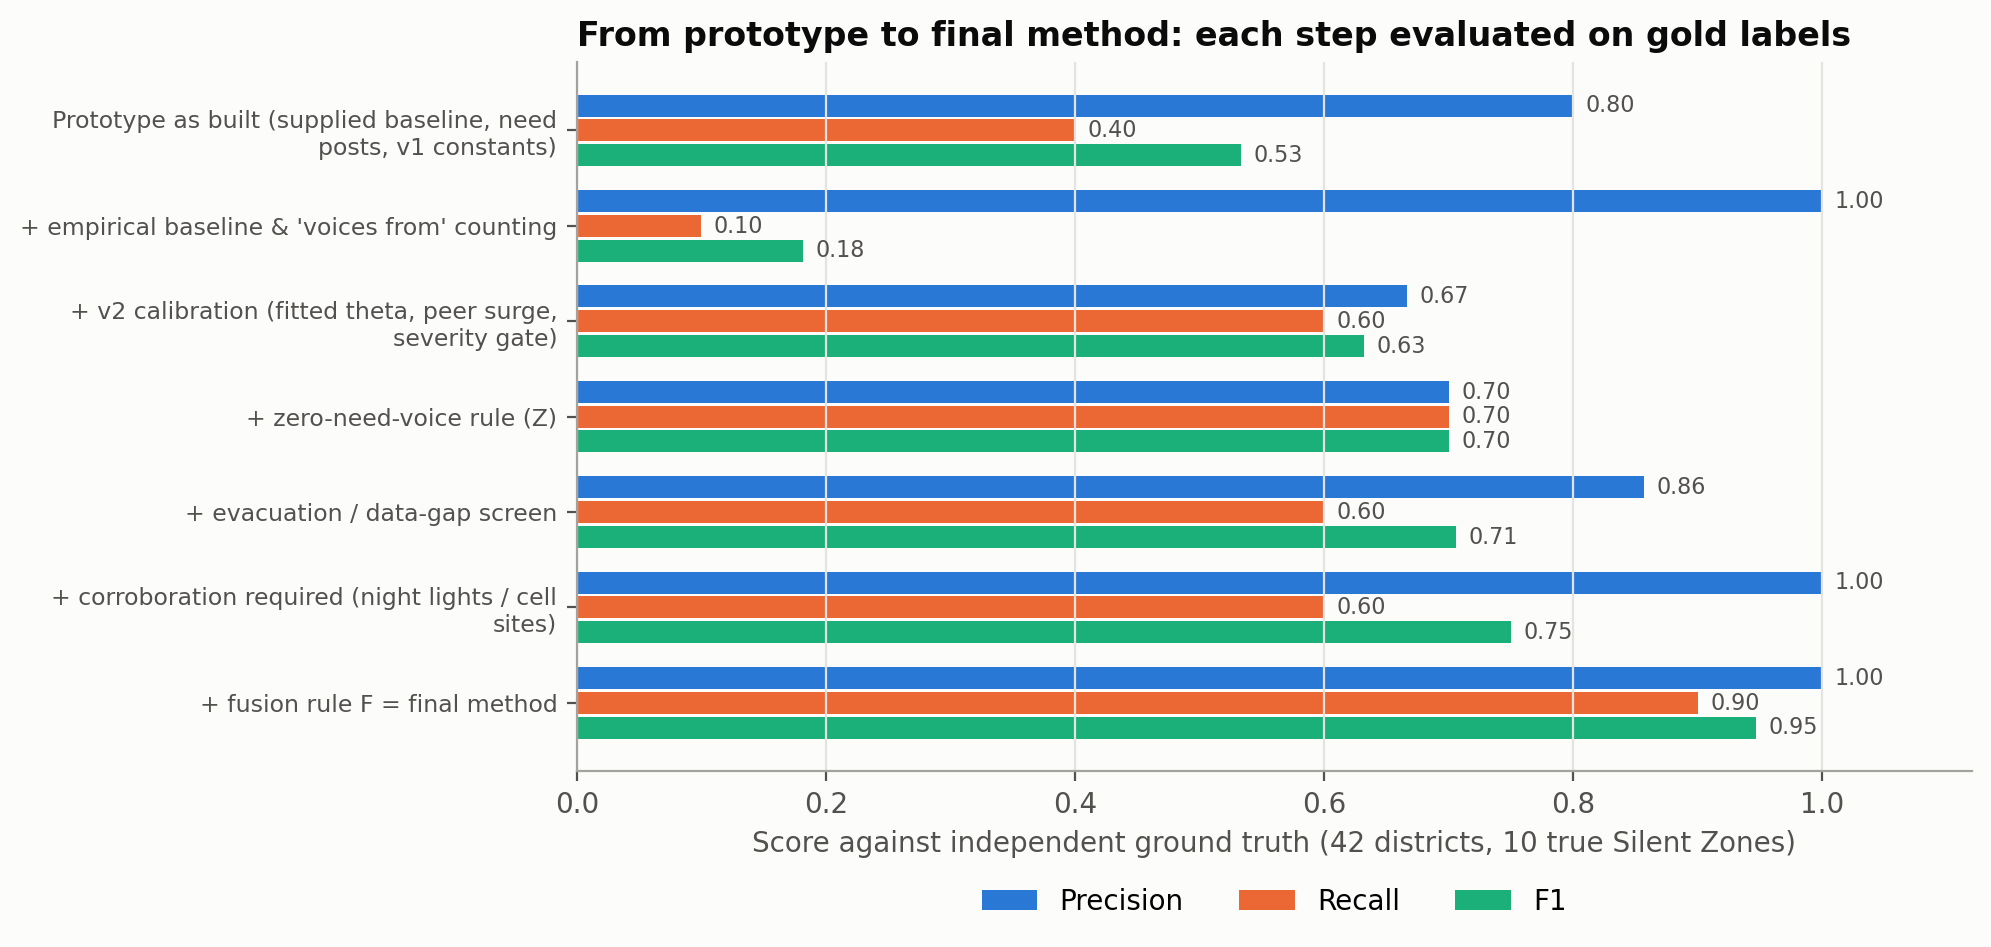 From prototype to final method: each step evaluated on gold labels
Prototype as built (supplied baseline, need
posts, v1 constants)
0.80
0.40
0.53
+ empirical baseline & 'voices from' counting
1.00
0.10
0.18
+ v2 calibration (fitted theta, peer surge,
severity gate)
0.67
0.60
0.63
+ zero-need-voice rule (Z)
0.70
0.70
0.70
+ evacuation / data-gap screen
0.86
0.60
0.71
+ corroboration required (night lights / cell
sites)
1.00
0.60
0.75
+ fusion rule F = final method
1.00
0.90
0.95
0.0 0.2 0.4 0.6 0.8 1.0
Score against independent ground truth (42 districts, 10 true Silent Zones)
Precision Recall F1